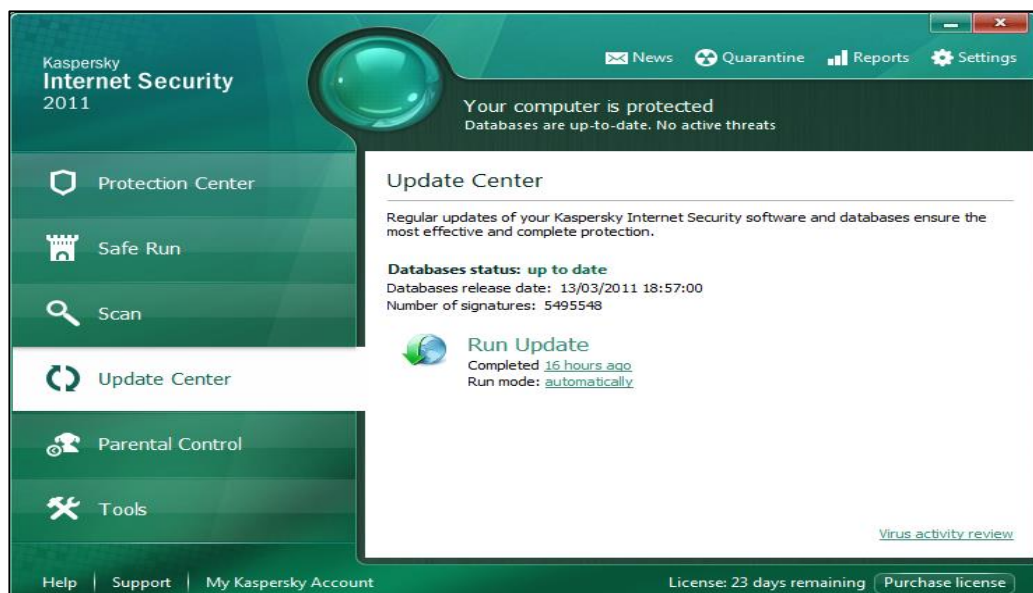 Kaspersky
Internet Security
2011
News
Quarantine
Reports
Settings
Your computer is protected
Databases are up-to-date. No active threats
Protection Center
Safe Run
Scan
Update Center
Parental Control
Tools
Update Center
Regular updates of your Kaspersky Internet Security software and databases ensure the
most effective and complete protection.
Databases status: up to date
Databases release date: 13/03/2011 18:57:00
Number of signatures: 5495548
Run Update
Completed 16 hours ago
Run mode: automatically
Virus activity review
Help | Support | My Kaspersky Account
License: 23 days remaining
Purchase license